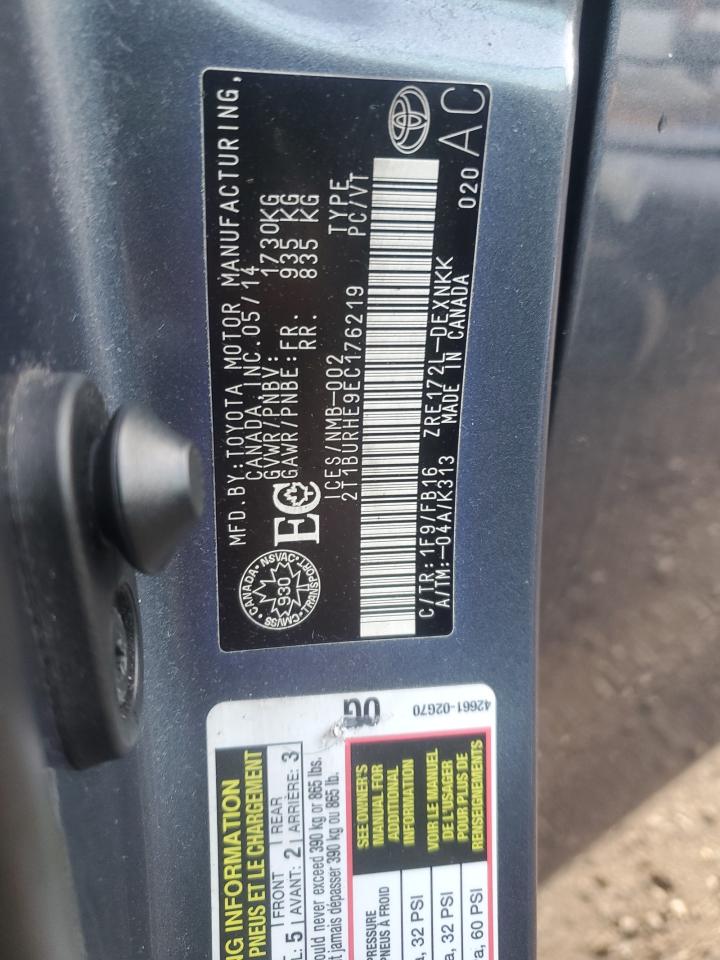 MFD.BY:TOYOTA MOTOR MANUFACTURING,
CANADA, INC.05/14
GVWR/PNBV: 1730KG
GAWR/PNBE:FR. 935 KG
RR. 835 KG
ICES/NMB-002
2T1BURHE9EC176219 TYPE
PC/VT
EC
CANADA NSVAC TRANSPORT CMVSS
930
C/TR:1F9/FB16 ZRE172L-DEXNKK
A/TM:-04A/K313 MADE IN CANADA
020 AC
0G
42661-02G70
NG INFORMATION
PNEUS ET LE CHARGEMENT
FRONT REAR
L: 5 AVANT: 2 ARRIÈRE: 3
ould never exceed 390 kg or 865 lbs.
t jamais dépasser 390 kg ou 865 lb.
PRESSURE
PNEUS À FROID
a, 32 PSI
a, 32 PSI
a, 60 PSI
SEE OWNER'S
MANUAL FOR
ADDITIONAL
INFORMATION
VOIR LE MANUEL
DE L'USAGER
POUR PLUS DE
RENSEIGNEMENTS